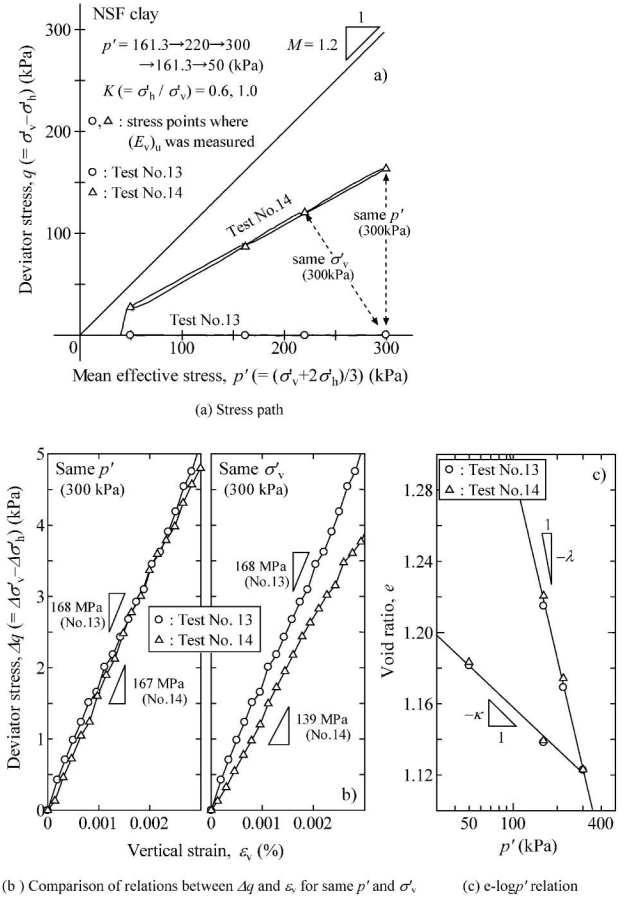 NSF clay
p′ = 161.3→220→300
→161.3→50 (kPa)
K (= σ′h / σ′v) = 0.6, 1.0
○,△ : stress points where
(Ev)u was measured
○ : Test No.13
△ : Test No.14
M = 1.2
1
a)
Test No.14
same p′
(300kPa)
same σ′v
(300kPa)
Test No.13
300
200
100
0
100
200
300
Deviator stress, q (= σ′v−σ′h) (kPa)
Mean effective stress, p′ (= (σ′v+2σ′h)/3) (kPa)
(a) Stress path
5
4
3
2
1
0
Same p′
(300 kPa)
168 MPa
(No.13)
167 MPa
(No.14)
○ : Test No. 13
△ : Test No. 14
Same σ′v
(300 kPa)
168 MPa
(No.13)
139 MPa
(No.14)
b)
0.000
0.001
0.002
0.000
0.001
0.002
Deviator stress, Δq (= Δσ′v−Δσ′h) (kPa)
Vertical strain, εv (%)
○ : Test No.13
△ : Test No.14
c)
1
−λ
−κ
1
1.28
1.24
1.20
1.16
1.12
50
100
400
Void ratio, e
p′ (kPa)
(b ) Comparison of relations between Δq and εv for same p′ and σ′v
(c) e-logp′ relation